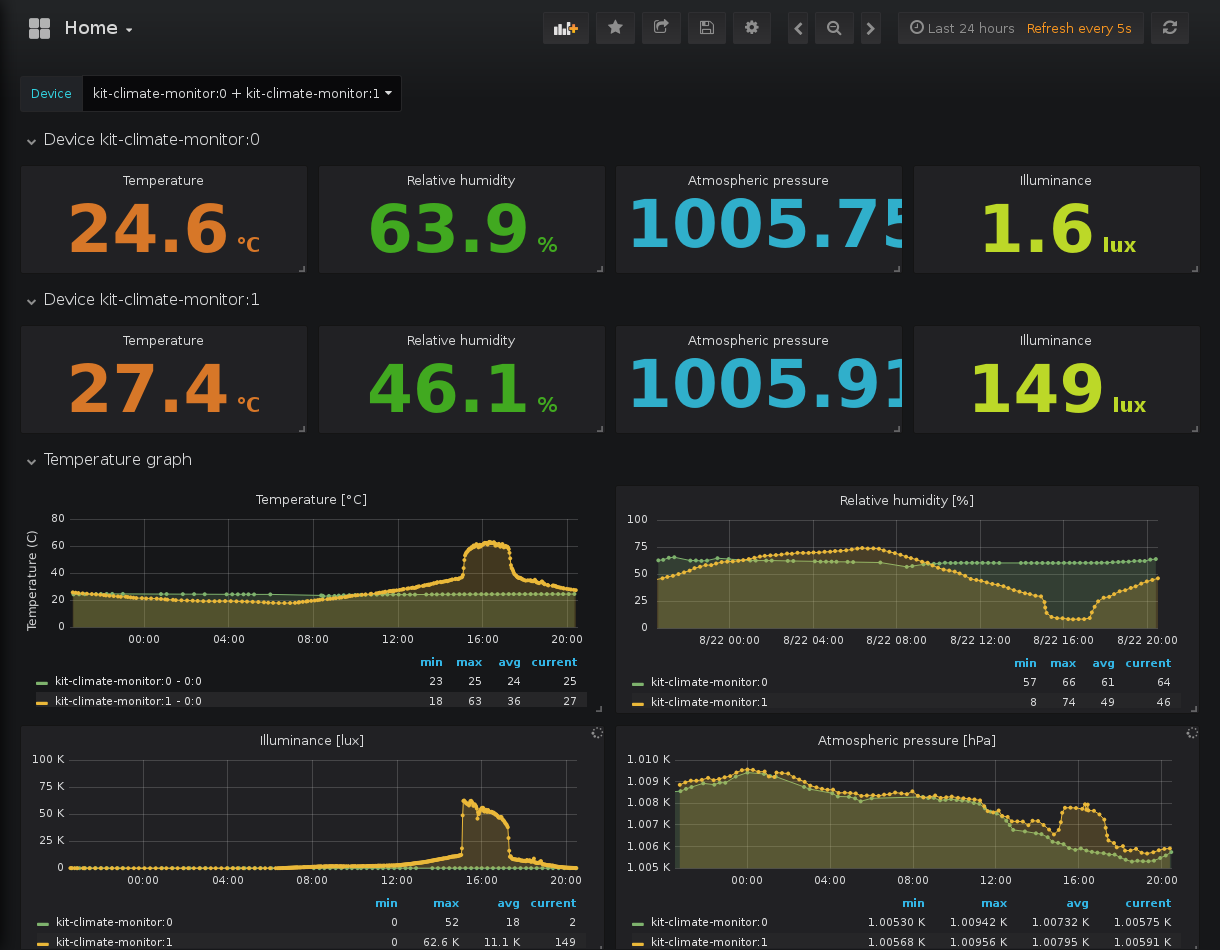 Home
Last 24 hours Refresh every 5s
Device kit-climate-monitor:0 + kit-climate-monitor:1
Device kit-climate-monitor:0
Temperature Relative humidity Atmospheric pressure Illuminance
24.6 °C 63.9 % 1005.75 1.6 lux
Device kit-climate-monitor:1
Temperature Relative humidity Atmospheric pressure Illuminance
27.4 °C 46.1 % 1005.91 149 lux
Temperature graph
Temperature [°C]
Temperature (C)
80
60
40
20
0
00:00 04:00 08:00 12:00 16:00 20:00
min max avg current
kit-climate-monitor:0 - 0:0 23 25 24 25
kit-climate-monitor:1 - 0:0 18 63 36 27
Relative humidity [%]
100
75
50
25
0
8/22 00:00 8/22 04:00 8/22 08:00 8/22 12:00 8/22 16:00 8/22 20:00
min max avg current
kit-climate-monitor:0 57 66 61 64
kit-climate-monitor:1 8 74 49 46
Illuminance [lux]
100 K
75 K
50 K
25 K
0
00:00 04:00 08:00 12:00 16:00 20:00
min max avg current
kit-climate-monitor:0 0 52 18 2
kit-climate-monitor:1 0 62.6 K 11.1 K 149
Atmospheric pressure [hPa]
1.010 K
1.009 K
1.008 K
1.007 K
1.006 K
1.005 K
00:00 04:00 08:00 12:00 16:00 20:00
min max avg current
kit-climate-monitor:0 1.00530 K 1.00942 K 1.00732 K 1.00575 K
kit-climate-monitor:1 1.00568 K 1.00956 K 1.00795 K 1.00591 K